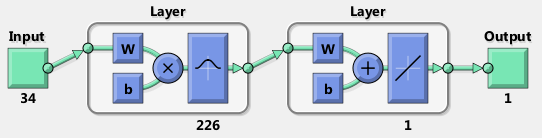 Layer Layer
Input Output
W W
b b
34 1
226 1